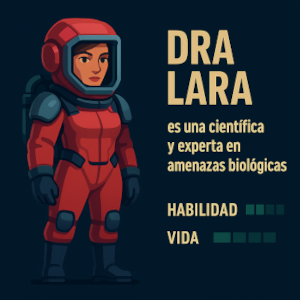 DRA
LARA
es una científica
y experta en
amenazas biológicas
HABILIDAD
VIDA